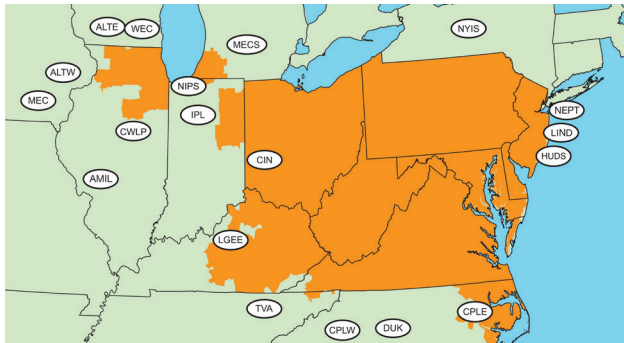 ALTE
WEC
NYIS
MECS
ALTW
NIPS
MEC
NEPT
IPL
CWLP
LIND
HUDS
CIN
AMIL
LGEE
TVA
CPLE
CPLW
DUK